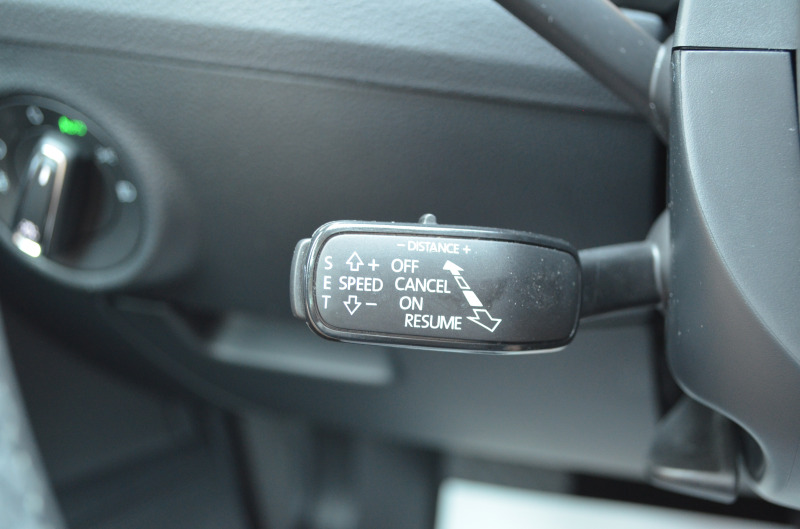 − DISTANCE +
S + OFF
E SPEED CANCEL
T − ON
RESUME